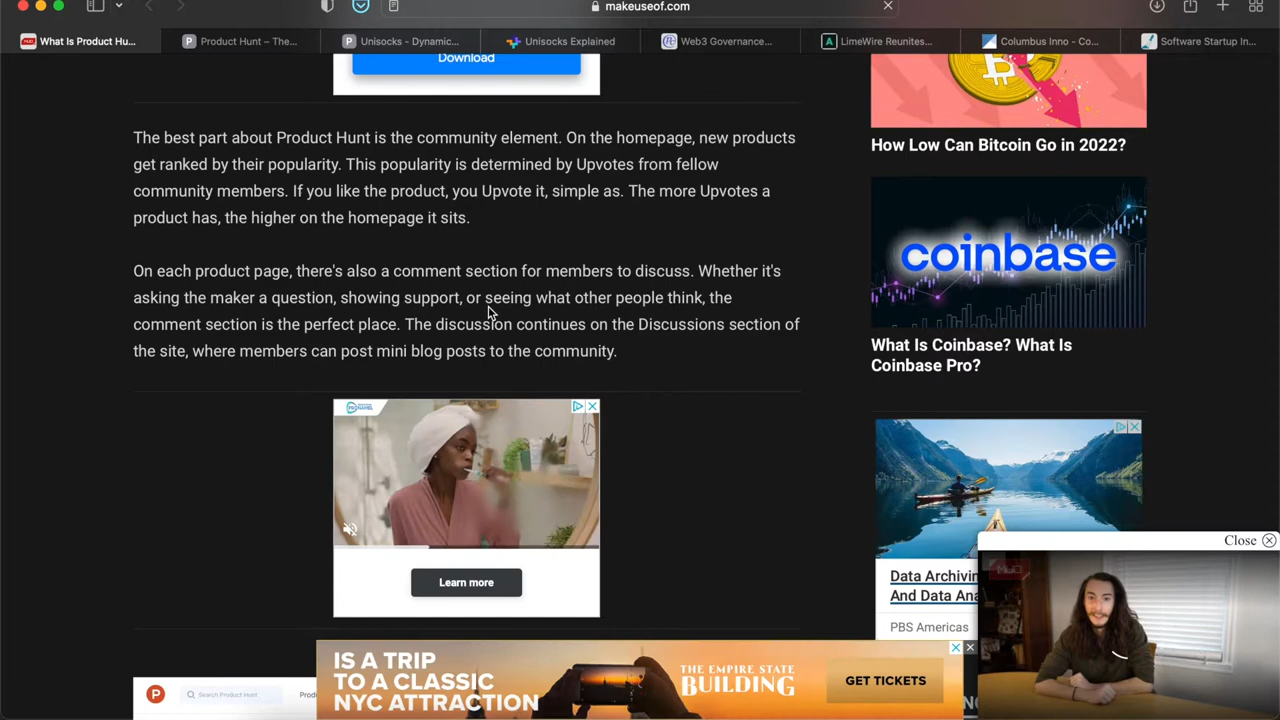 makeuseof.com
What Is Product Hu...
Product Hunt – The...
Unisocks - Dynamic...
Unisocks Explained
Web3 Governance...
LimeWire Reunites...
Columbus Inno - Co...
Software Startup In...
Download
The best part about Product Hunt is the community element. On the homepage, new products
get ranked by their popularity. This popularity is determined by Upvotes from fellow
community members. If you like the product, you Upvote it, simple as. The more Upvotes a
product has, the higher on the homepage it sits.
On each product page, there's also a comment section for members to discuss. Whether it's
asking the maker a question, showing support, or seeing what other people think, the
comment section is the perfect place. The discussion continues on the Discussions section of
the site, where members can post mini blog posts to the community.
Learn more
Search Product Hunt
How Low Can Bitcoin Go in 2022?
coinbase
What Is Coinbase? What Is
Coinbase Pro?
Data Archivin
And Data Ana
PBS Americas
Close
MUO
IS A TRIP
TO A CLASSIC
NYC ATTRACTION
THE EMPIRE STATE
BUILDING
GET TICKETS